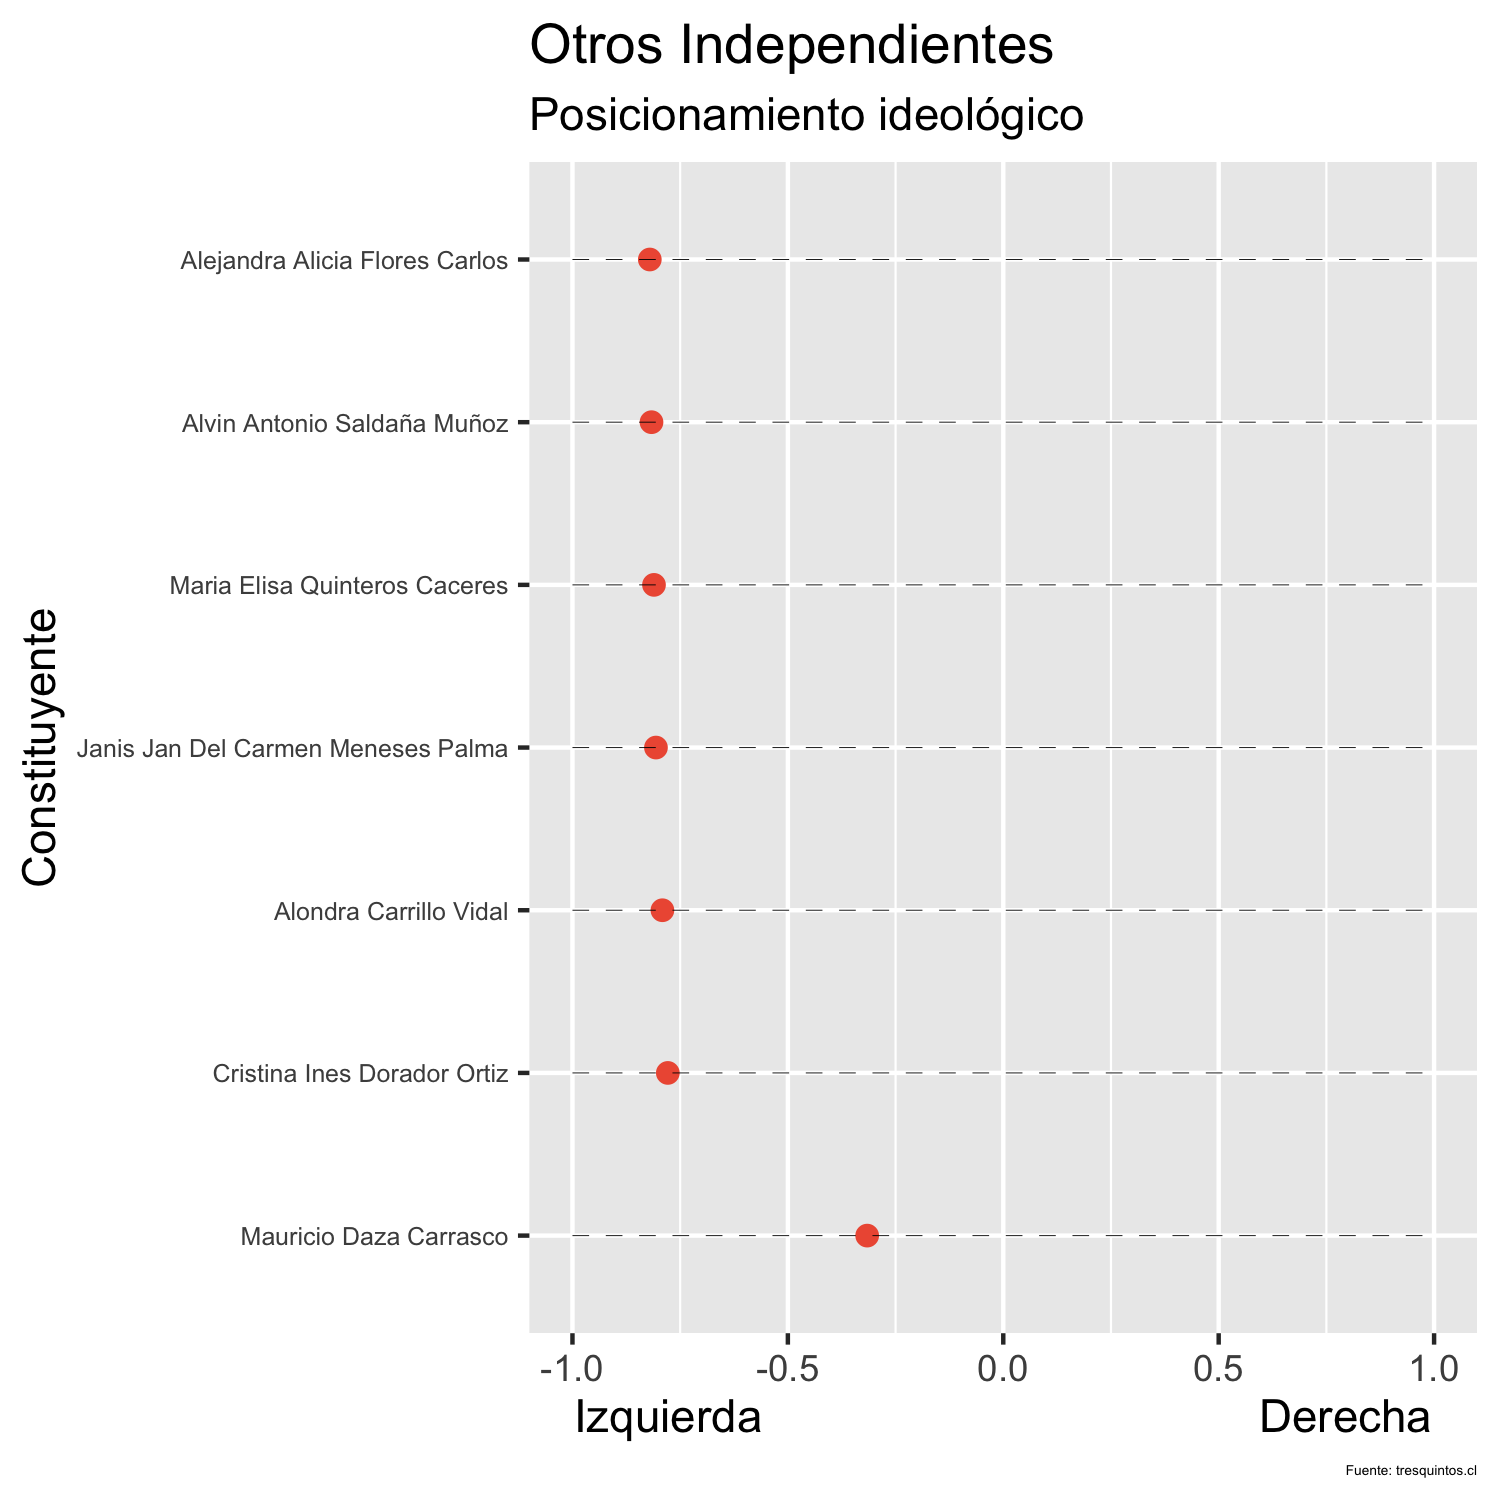 Otros Independientes
Posicionamiento ideológico
Constituyente
Alejandra Alicia Flores Carlos
Alvin Antonio Saldaña Muñoz
Maria Elisa Quinteros Caceres
Janis Jan Del Carmen Meneses Palma
Alondra Carrillo Vidal
Cristina Ines Dorador Ortiz
Mauricio Daza Carrasco
-1.0 -0.5 0.0 0.5 1.0
Izquierda Derecha
Fuente: tresquintos.cl